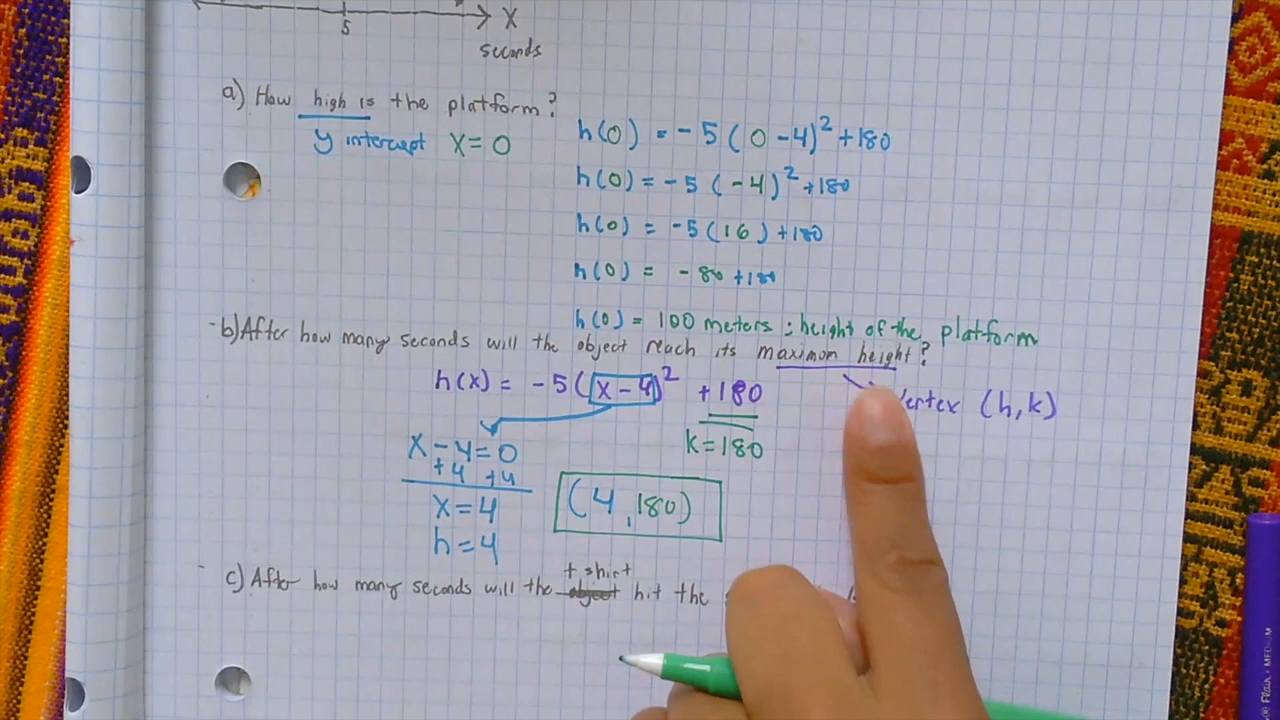 X
5
seconds
a) How high is the platform?
y intercept X=0
h(0) = -5(0-4)²+180
h(0) = -5(-4)²+180
h(0) = -5(16)+180
h(0) = -80+180
h(0) = 100 meters : height of the platform
-b) After how many seconds will the object reach its maximum height?
h(x) = -5(x-4)² +180
vertex (h,k)
k=180
x-4=0
+4 +4
x=4
h=4
(4,180)
t shirt
c) After how many seconds will the object hit the
Flair MEDIUM